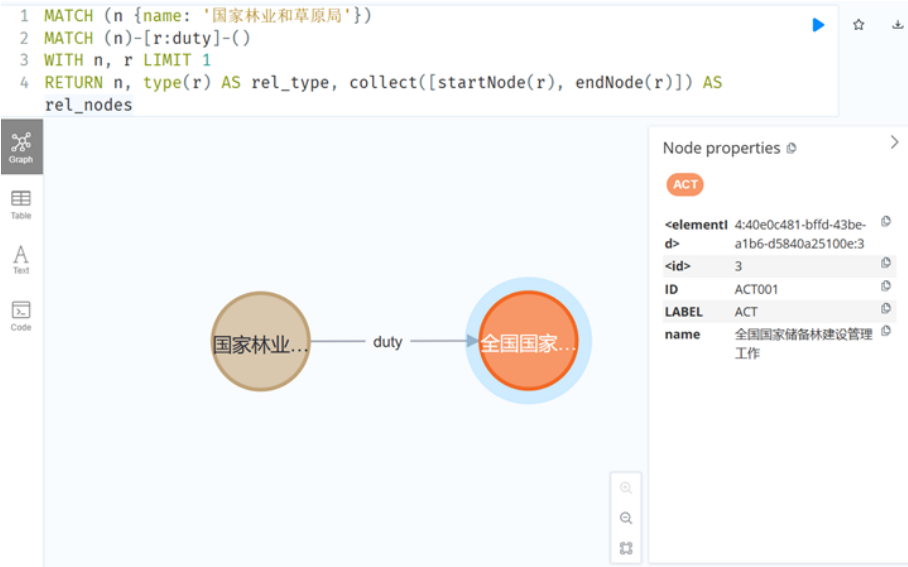 1 MATCH (n {name: '国家林业和草原局'})
2 MATCH (n)-[r:duty]-()
3 WITH n, r LIMIT 1
4 RETURN n, type(r) AS rel_type, collect([startNode(r), endNode(r)]) AS
rel_nodes
Graph
Table
Text
Code
国家林业...
duty
全国国家...
Node properties
ACT
<elementI 4:40e0c481-bffd-43be-
d> a1b6-d5840a25100e:3
<id> 3
ID ACT001
LABEL ACT
name 全国国家储备林建设管理
工作